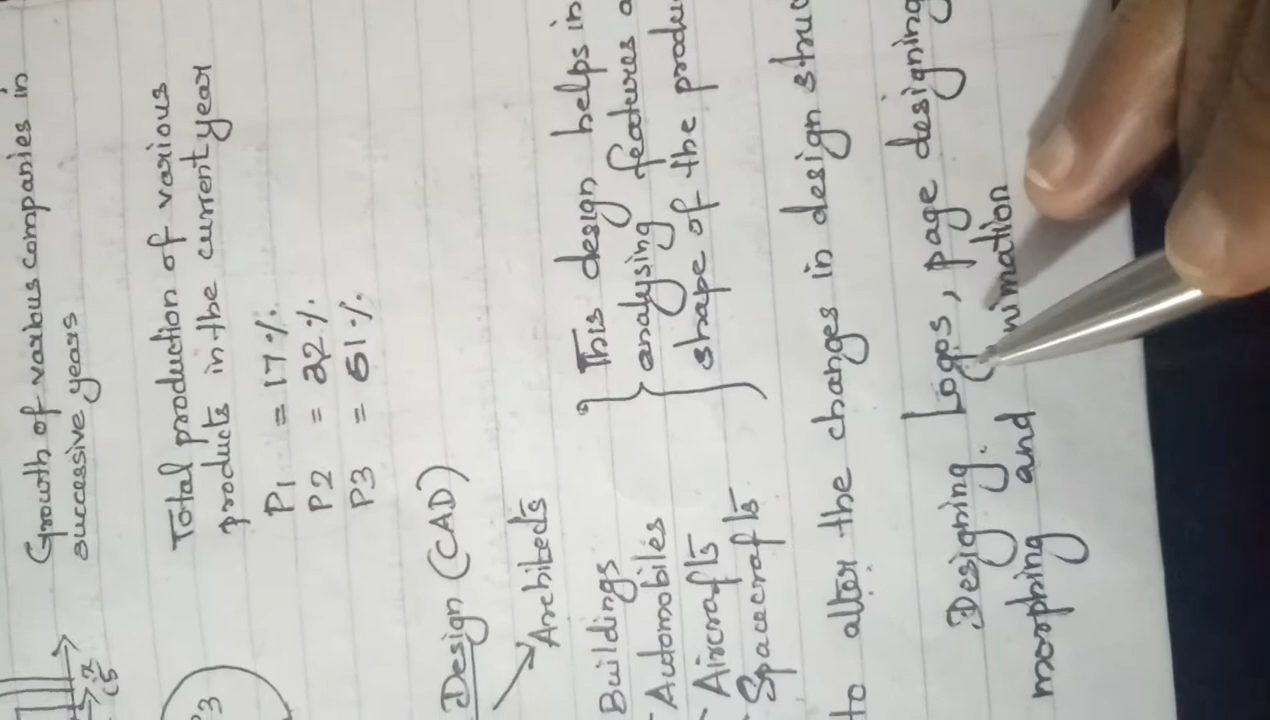 Growth of various companies in
successive years
Total production of various
products in the current year
P1 = 17%
P2 = 32%
P3 = 51%
P3
Design (CAD)
Architects
Buildings
Automobiles
Aircrafts
Spacecrafts
This design helps in
analysing features
shape of the produ
to alter the changes in design struc
Designing. Logos, page designing
morphing and animation